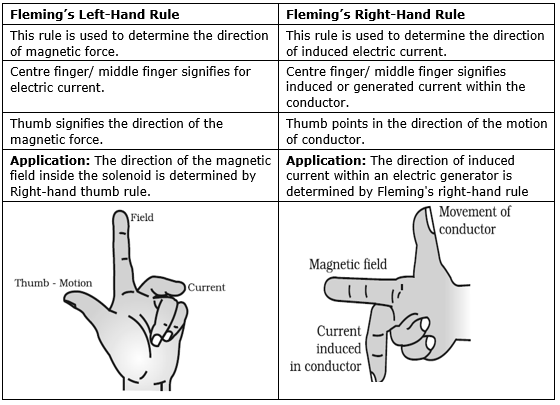 Fleming's Left-Hand Rule
Fleming's Right-Hand Rule
This rule is used to determine the direction
of magnetic force.
This rule is used to determine the direction
of induced electric current.
Centre finger/ middle finger signifies for
electric current.
Centre finger/ middle finger signifies
induced or generated current within the
conductor.
Thumb signifies the direction of the
magnetic force.
Thumb points in the direction of the motion
of conductor.
Application: The direction of the magnetic
field inside the solenoid is determined by
Right-hand thumb rule.
Application: The direction of induced
current within an electric generator is
determined by Fleming's right-hand rule
Field
Thumb - Motion
Current
Movement of
conductor
Magnetic field
Current
induced
in conductor